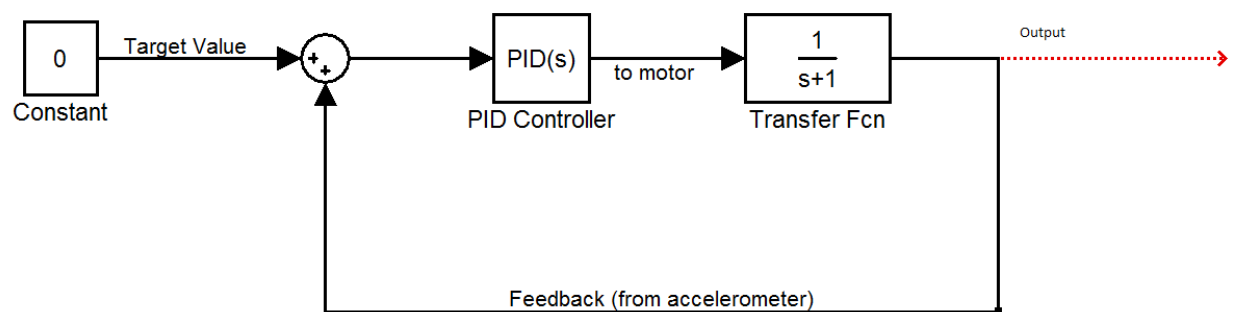 0
Constant
Target Value
+
+
PID(s)
PID Controller
to motor
1
s+1
Transfer Fcn
Output
Feedback (from accelerometer)